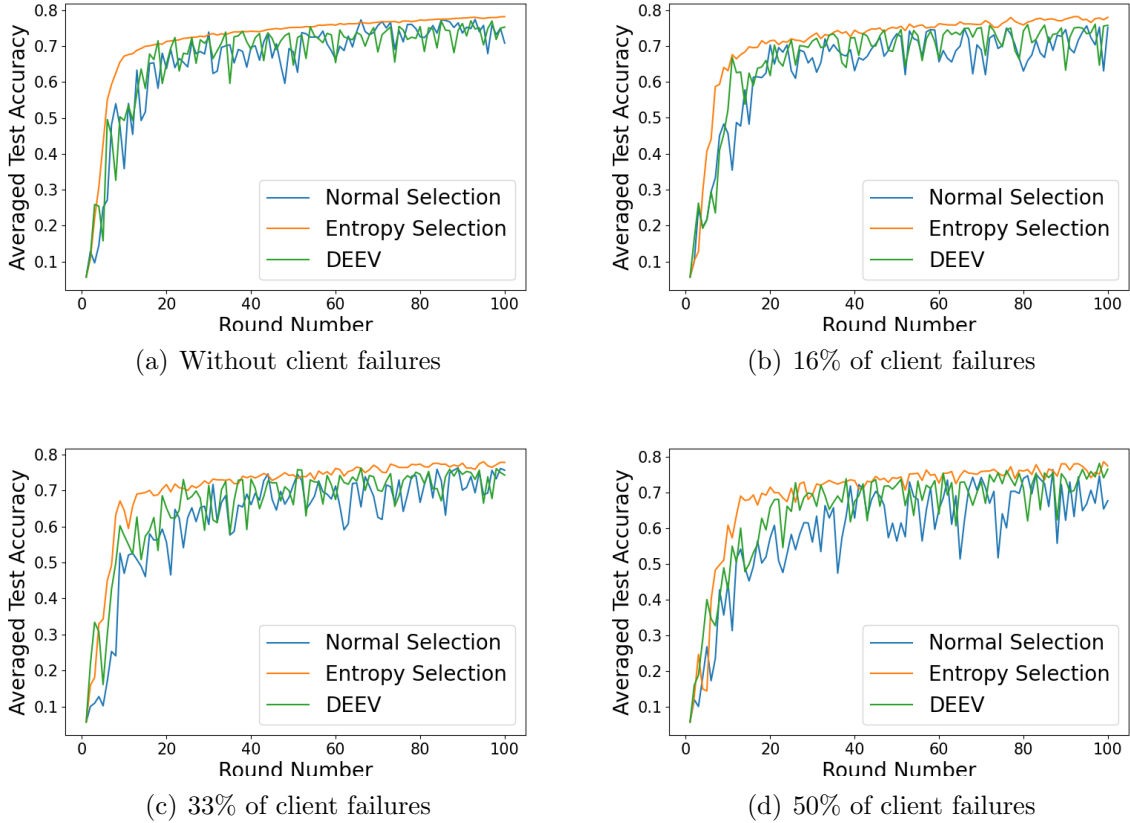 0.8
0.7
0.6
0.5
0.4
0.3
0.2
0.1
Averaged Test Accuracy
Normal Selection
Entropy Selection
DEEV
0 20 40 60 80 100
Round Number
(a) Without client failures
0.8
0.7
0.6
0.5
0.4
0.3
0.2
0.1
Averaged Test Accuracy
Normal Selection
Entropy Selection
DEEV
0 20 40 60 80 100
Round Number
(b) 16% of client failures
0.8
0.7
0.6
0.5
0.4
0.3
0.2
0.1
Averaged Test Accuracy
Normal Selection
Entropy Selection
DEEV
0 20 40 60 80 100
Round Number
(c) 33% of client failures
0.8
0.7
0.6
0.5
0.4
0.3
0.2
0.1
Averaged Test Accuracy
Normal Selection
Entropy Selection
DEEV
0 20 40 60 80 100
Round Number
(d) 50% of client failures